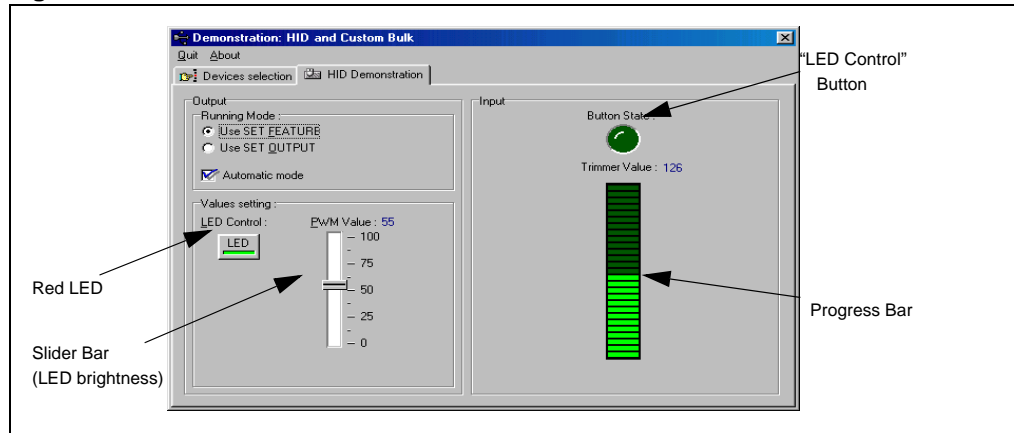 Demonstration: HID and Custom Bulk
Quit About
Devices selection HID Demonstration
Output
Running Mode :
Use SET FEATURE
Use SET OUTPUT
Automatic mode
Values setting :
LED Control :
LED
PWM Value : 55
100
75
50
25
0
Input
Button State :
Trimmer Value : 126
"LED Control"
Button
Red LED
Slider Bar
(LED brightness)
Progress Bar